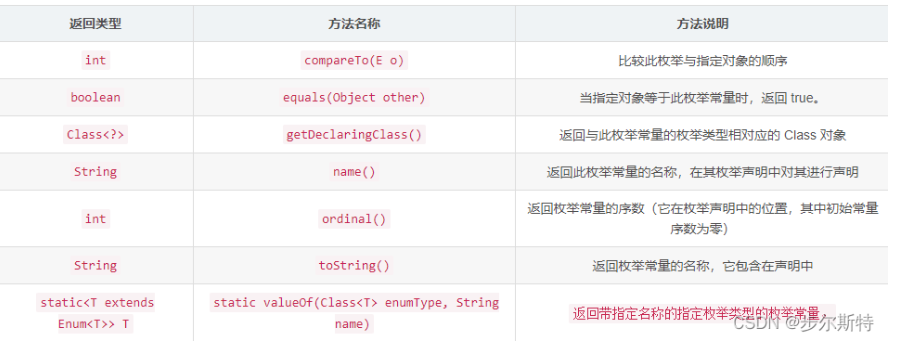 返回类型 方法名称 方法说明
int compareTo(E o) 比较此枚举与指定对象的顺序
boolean equals(Object other) 当指定对象等于此枚举常量时，返回 true。
Class<?> getDeclaringClass() 返回与此枚举常量的枚举类型相对应的 Class 对象
String name() 返回此枚举常量的名称，在其枚举声明中对其进行声明
int ordinal() 返回枚举常量的序数（它在枚举声明中的位置，其中初始常量
序数为零）
String toString() 返回枚举常量的名称，它包含在声明中
static<T extends
Enum<T>> T
static valueOf(Class<T> enumType, String
name)
返回带指定名称的指定枚举类型的枚举常量。
CSDN @步尔斯特